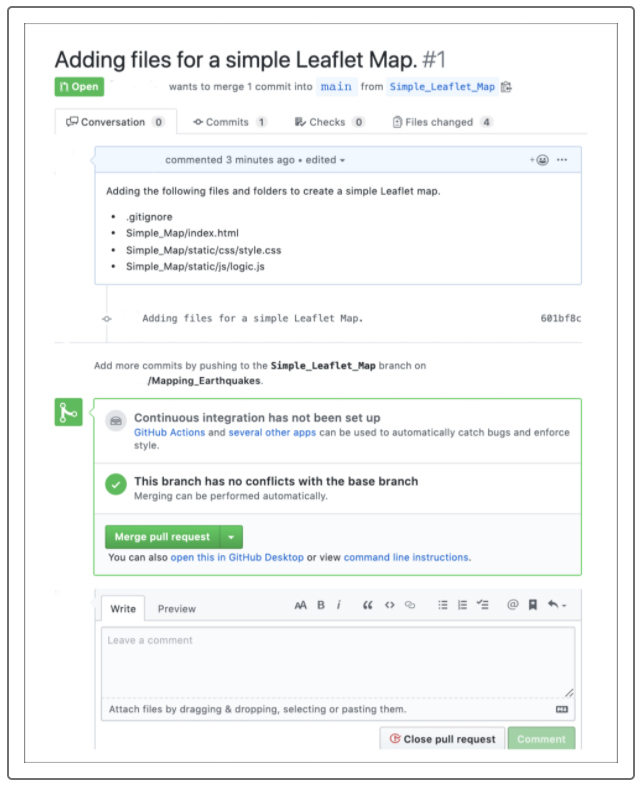 Adding files for a simple Leaflet Map. #1
Open wants to merge 1 commit into main from Simple_Leaflet_Map
Conversation 0 Commits 1 Checks 0 Files changed 4
commented 3 minutes ago • edited
Adding the following files and folders to create a simple Leaflet map.
• .gitignore
• Simple_Map/index.html
• Simple_Map/static/css/style.css
• Simple_Map/static/js/logic.js
Adding files for a simple Leaflet Map. 601bf8c
Add more commits by pushing to the Simple_Leaflet_Map branch on
/Mapping_Earthquakes.
Continuous integration has not been set up
GitHub Actions and several other apps can be used to automatically catch bugs and enforce
style.
This branch has no conflicts with the base branch
Merging can be performed automatically.
Merge pull request
You can also open this in GitHub Desktop or view command line instructions.
Write Preview AA B i
Leave a comment
Attach files by dragging & dropping, selecting or pasting them.
Close pull request Comment